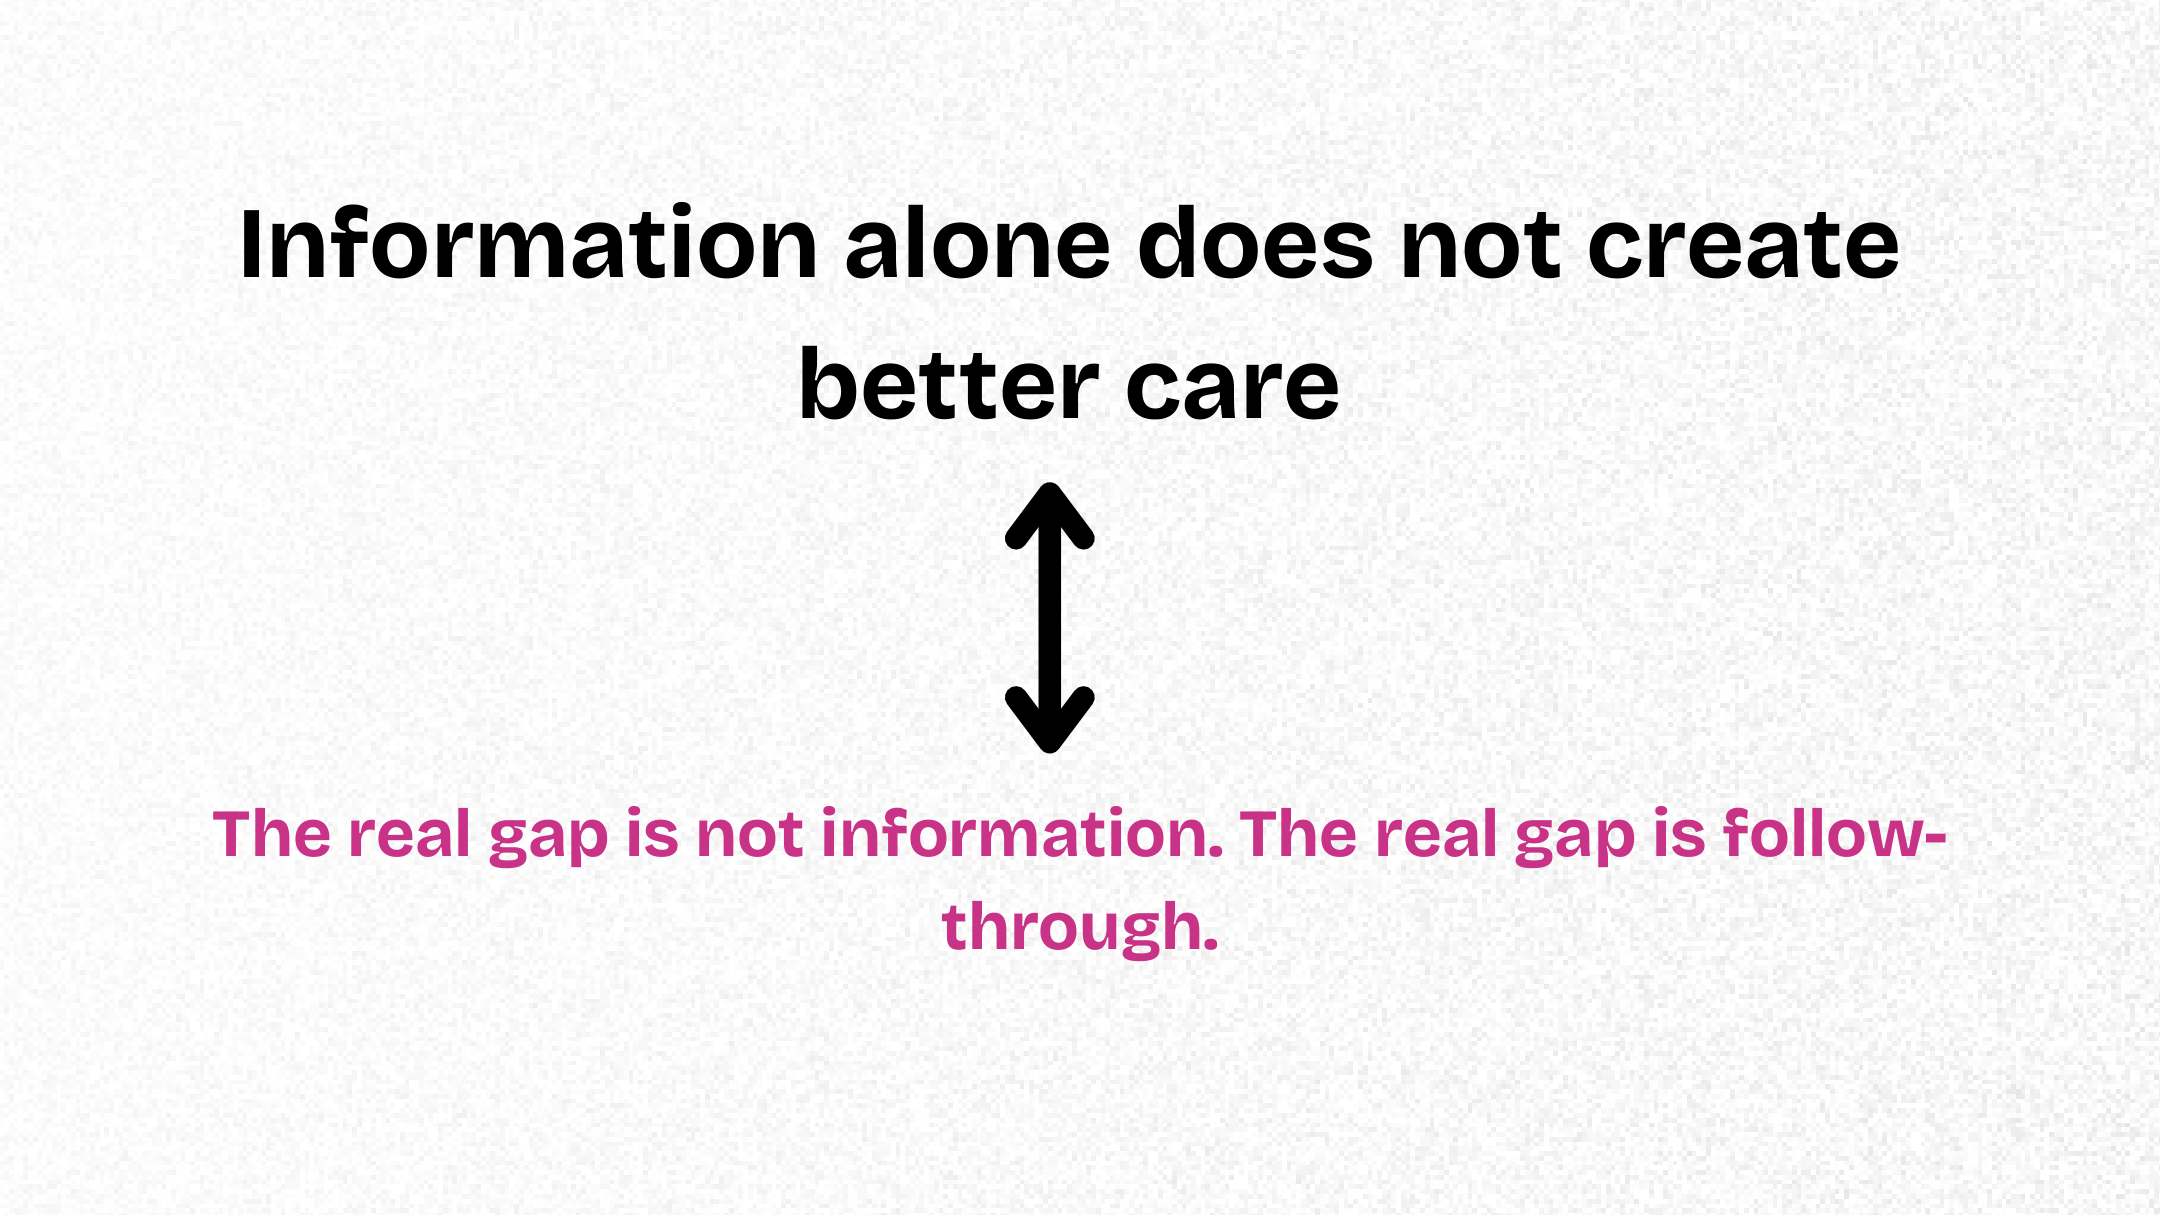 Information alone does not create
better care
The real gap is not information. The real gap is follow-
through.